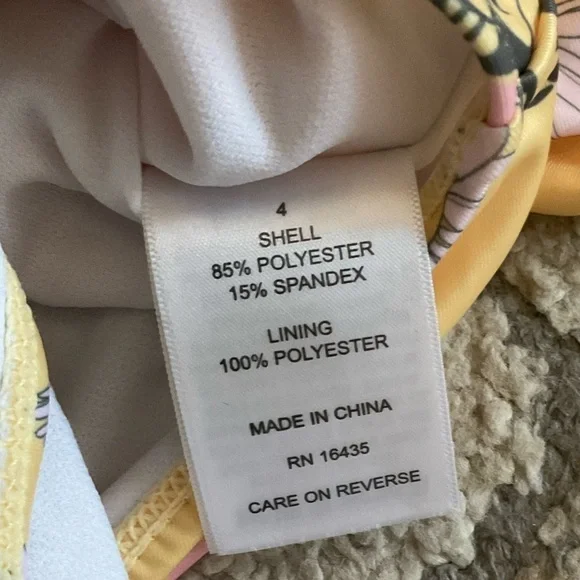 4
SHELL
85% POLYESTER
15% SPANDEX
LINING
100% POLYESTER
MADE IN CHINA
RN 16435
CARE ON REVERSE